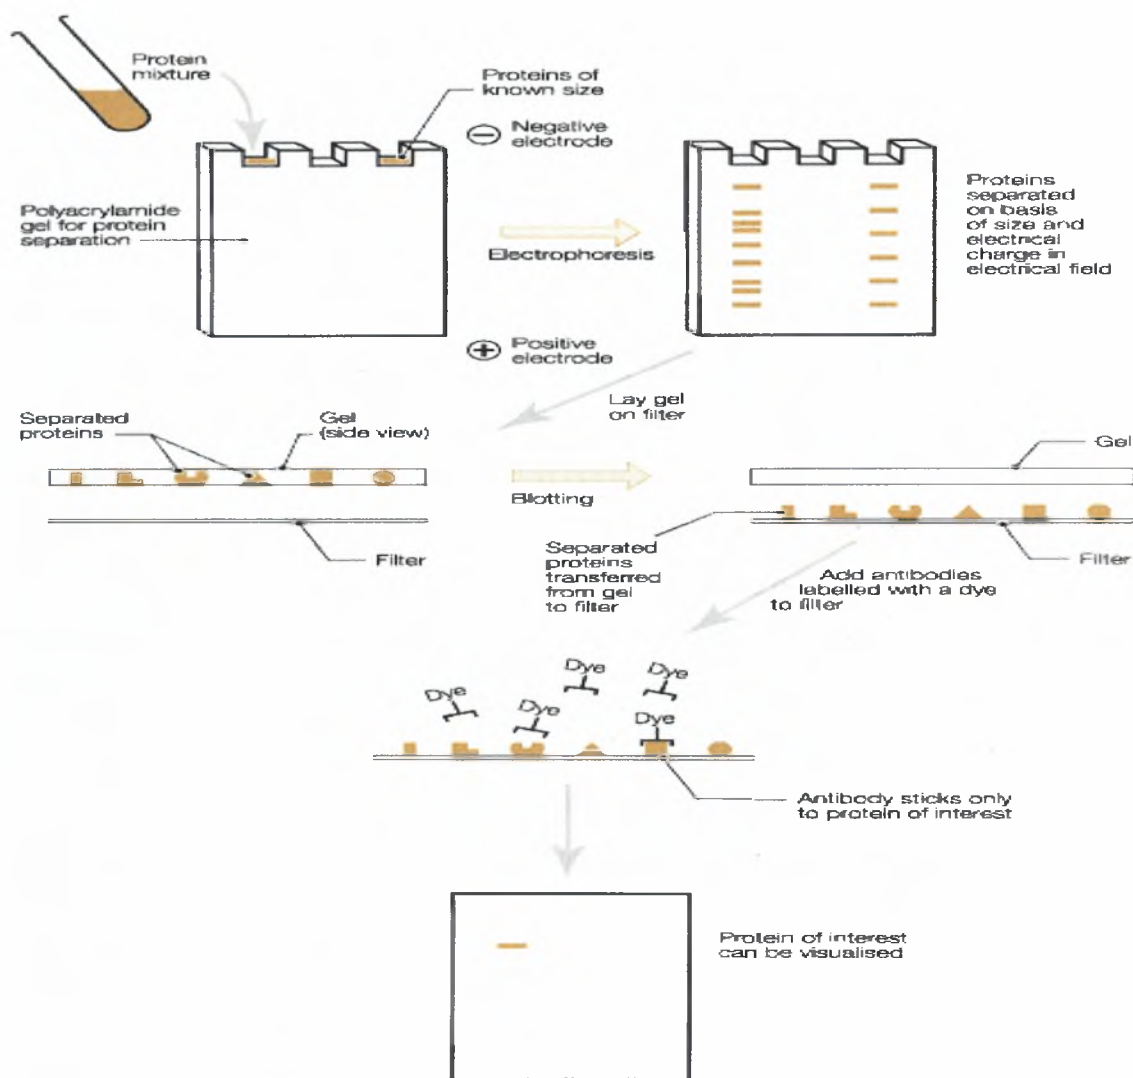 Protein
mixture
Proteins of
known size
− Negative
electrode
Polyacrylamide
gel for protein
separation
Electrophoresis
Proteins
separated
on basis
of size and
electrical
charge in
electrical field
+ Positive
electrode
Lay gel
on filter
Separated
proteins
Gel
(side view)
Filter
Blotting
Gel
Filter
Separated
proteins
transferred
from gel
to filter
Add antibodies
labelled with a dye
to filter
Dye
Dye
Dye
Dye
Dye
Antibody sticks only
to protein of interest
Protein of interest
can be visualised